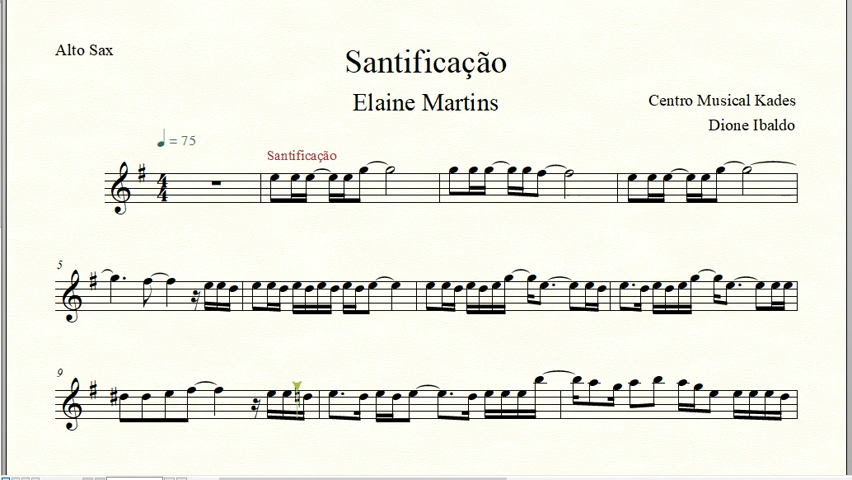 Alto Sax
Santificação
Elaine Martins
Centro Musical Kades
Dione Ibaldo
= 75
Santificação
5
9